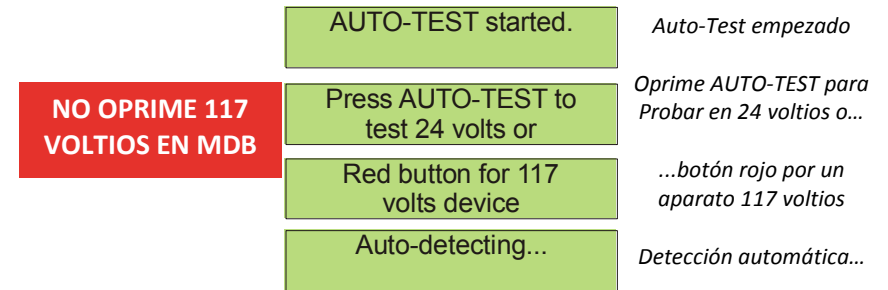 AUTO-TEST started.
Auto-Test empezado
NO OPRIME 117
VOLTIOS EN MDB
Press AUTO-TEST to
test 24 volts or
Oprime AUTO-TEST para
Probar en 24 voltios o…
Red button for 117
volts device
...botón rojo por un
aparato 117 voltios
Auto-detecting...
Detección automática…